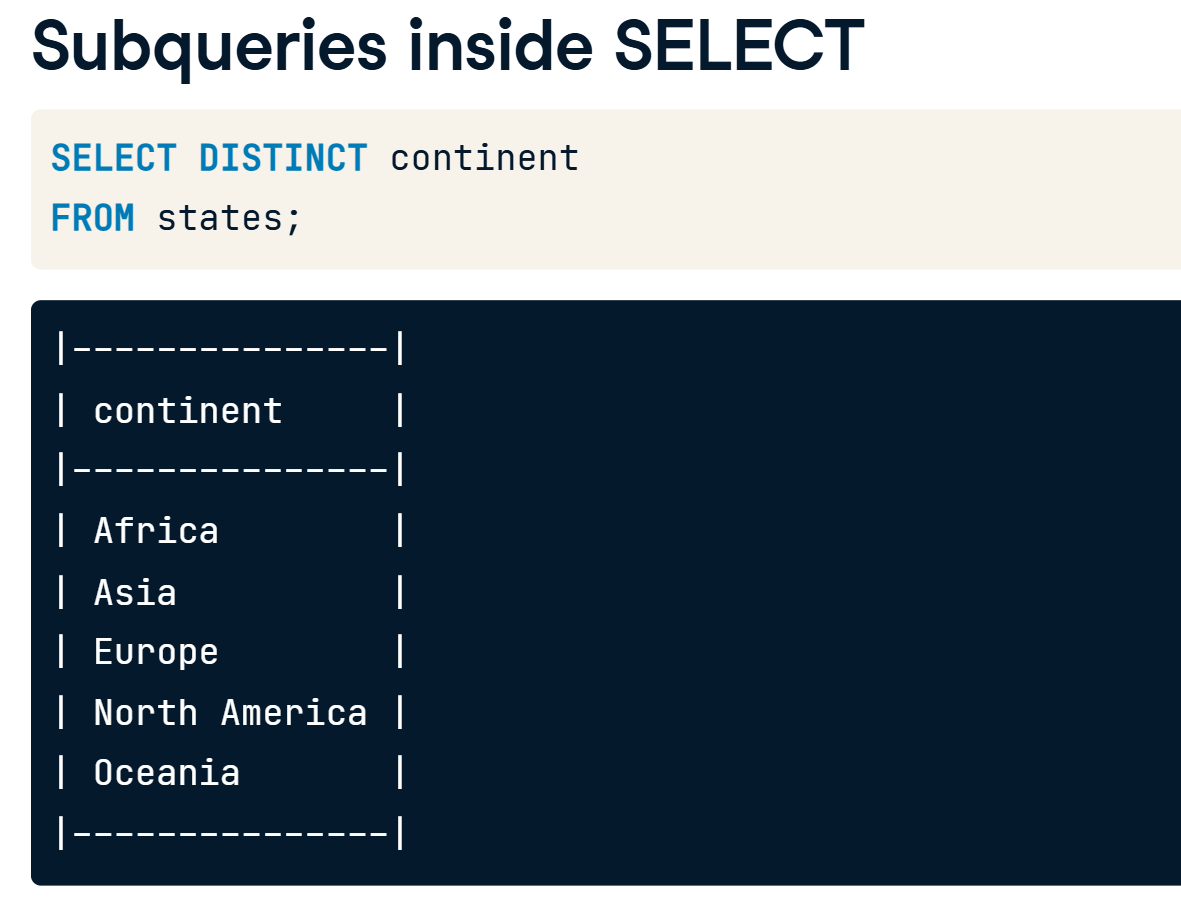 Subqueries inside SELECT
SELECT DISTINCT continent
FROM states;
|---------------|
| continent     |
|---------------|
| Africa        |
| Asia          |
| Europe        |
| North America |
| Oceania       |
|---------------|